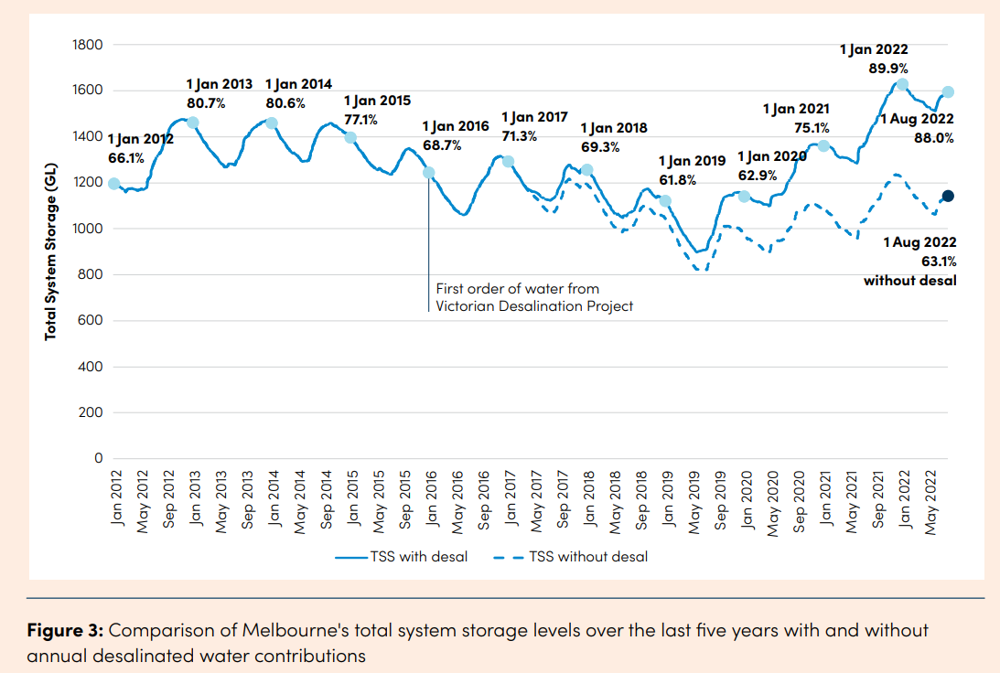 1800
1600
1400
1200
1000
800
600
400
200
0
Total System Storage (GL)
1 Jan 2012
66.1%
1 Jan 2013
80.7%
1 Jan 2014
80.6%
1 Jan 2015
77.1%
1 Jan 2016
68.7%
1 Jan 2017
71.3%
1 Jan 2018
69.3%
1 Jan 2019
61.8%
1 Jan 2020
62.9%
1 Jan 2021
75.1%
1 Jan 2022
89.9%
1 Aug 2022
88.0%
1 Aug 2022
63.1%
without desal
First order of water from
Victorian Desalination Project
Jan 2012
May 2012
Sep 2012
Jan 2013
May 2013
Sep 2013
Jan 2014
May 2014
Sep 2014
Jan 2015
May 2015
Sep 2015
Jan 2016
May 2016
Sep 2016
Jan 2017
May 2017
Sep 2017
Jan 2018
May 2018
Sep 2018
Jan 2019
May 2019
Sep 2019
Jan 2020
May 2020
Sep 2020
Jan 2021
May 2021
Sep 2021
Jan 2022
May 2022
TSS with desal
TSS without desal
Figure 3: Comparison of Melbourne's total system storage levels over the last five years with and without
annual desalinated water contributions